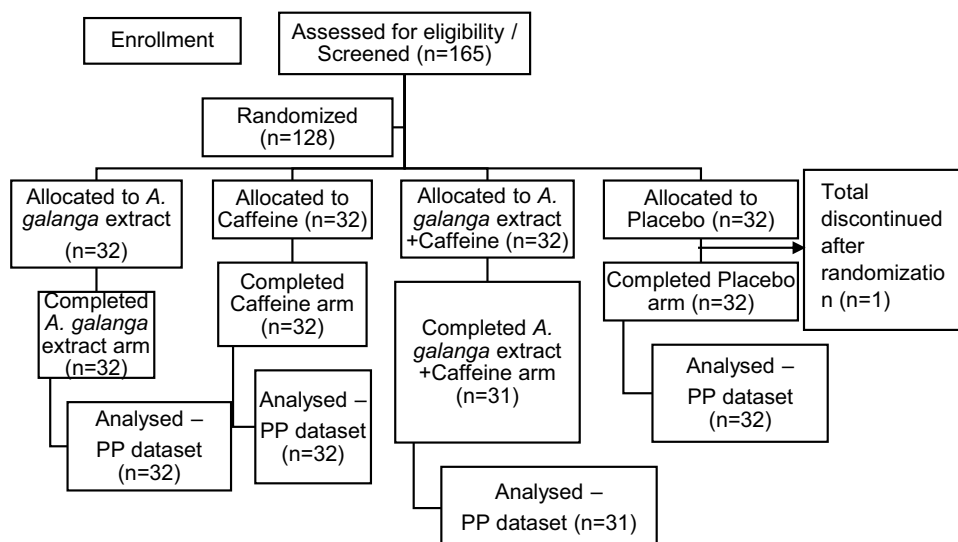 Enrollment
Assessed for eligibility /
Screened (n=165)
Randomized
(n=128)
Allocated to A.
galanga extract
(n=32)
Allocated to
Caffeine (n=32)
Allocated to A.
galanga extract
+Caffeine (n=32)
Allocated to
Placebo (n=32)
Total
discontinued
after
randomizatio
n (n=1)
Completed
A. galanga
extract arm
(n=32)
Completed
Caffeine arm
(n=32)
Completed A.
galanga extract
+Caffeine arm
(n=31)
Completed Placebo
arm (n=32)
Analysed –
PP dataset
(n=32)
Analysed –
PP dataset
(n=32)
Analysed –
PP dataset (n=31)
Analysed –
PP dataset
(n=32)